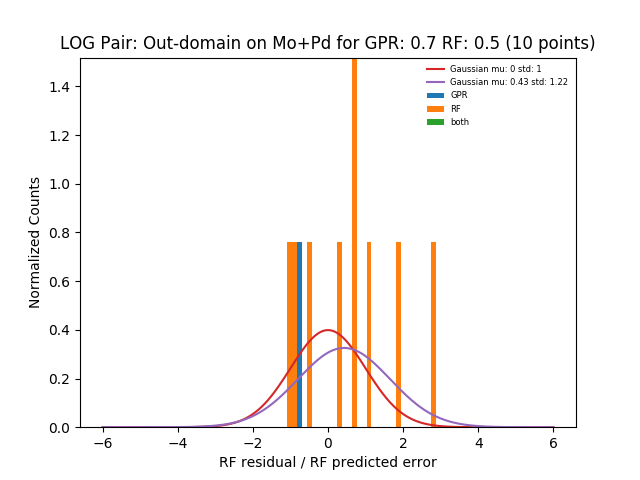 LOG Pair: Out-domain on Mo+Pd for GPR: 0.7 RF: 0.5 (10 points)
Gaussian mu: 0 std: 1
Gaussian mu: 0.43 std: 1.22
GPR
RF
both
Normalized Counts
1.4
1.2
1.0
0.8
0.6
0.4
0.2
0.0
−6 −4 −2 0 2 4 6
RF residual / RF predicted error